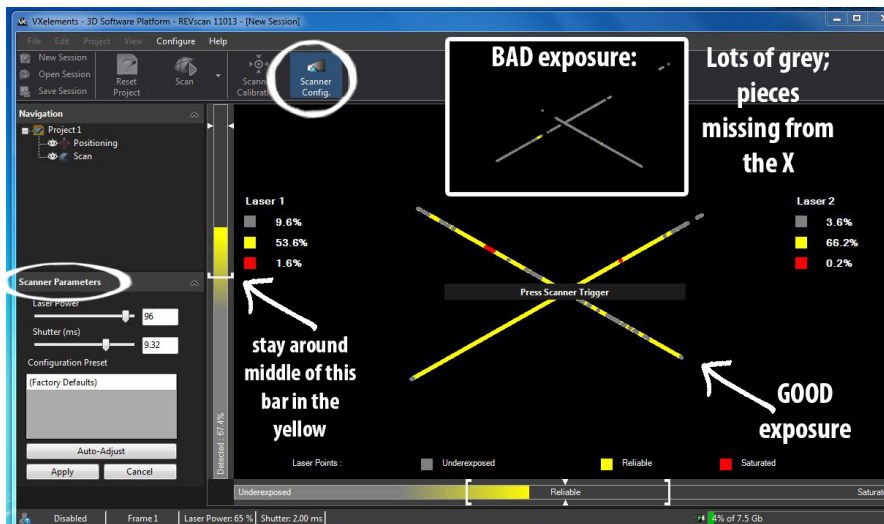 VXelements - 3D Software Platform - REVscan 11013 - [New Session]
File Edit Project View Configure Help
New Session
Open Session
Save Session
Reset
Project
Scan
Scanner
Config.
Navigation
Project 1
Positioning
Scan
BAD exposure:
Lots of grey;
pieces
missing from
the X
Laser 1
9.6%
53.6%
1.6%
Laser 2
3.6%
66.2%
0.2%
Press Scanner Trigger
Scanner Parameters
Laser Power
96
Shutter (ms)
9.32
Configuration Preset
(Factory Defaults)
Auto-Adjust
Apply Cancel
stay around
middle of this
bar in the
yellow
GOOD
exposure
Detected : 67.4%
Laser Points : Underexposed Reliable Saturated
Underexposed Reliable Saturate
Disabled Frame 1 Laser Power: 65 % Shutter: 2.00 ms 4% of 7.5 Gb